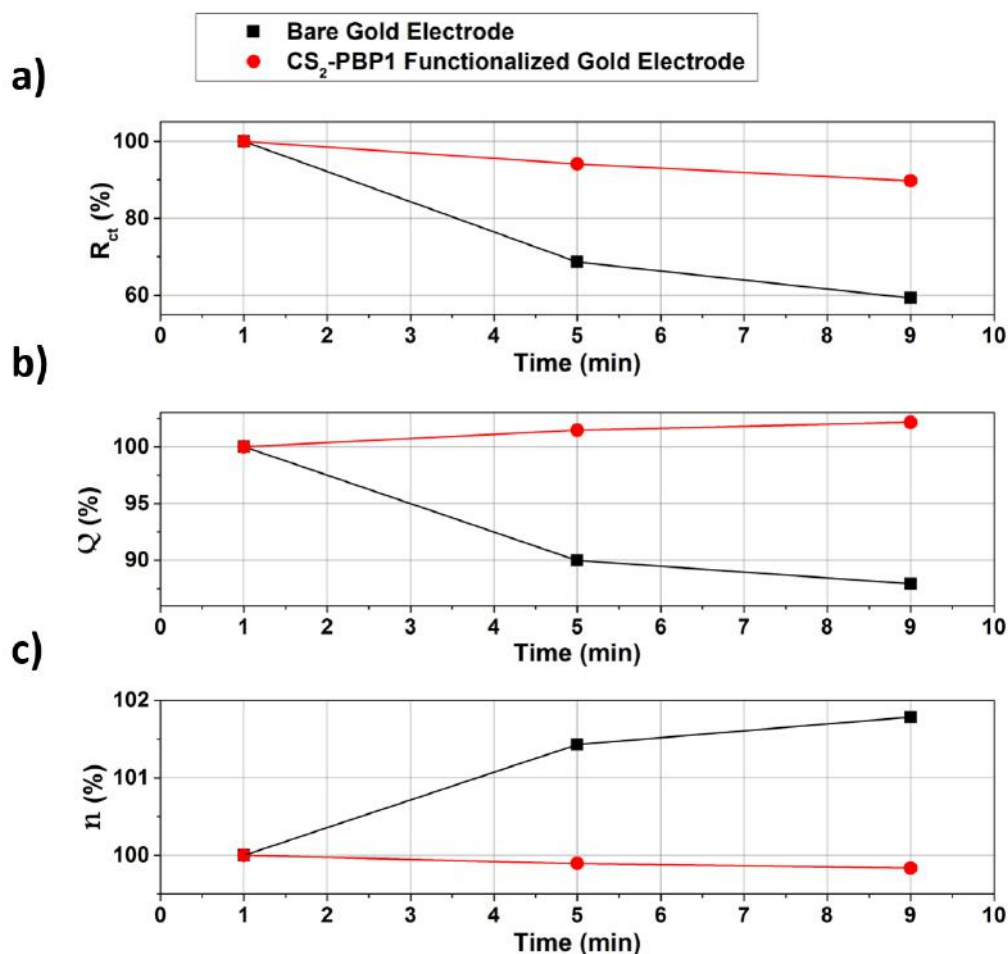 Bare Gold Electrode
CS₂-PBP1 Functionalized Gold Electrode
a)
100
80
60
R_ct (%)
0 1 2 3 4 5 6 7 8 9 10
Time (min)
b)
100
95
90
Q (%)
0 1 2 3 4 5 6 7 8 9 10
Time (min)
c)
102
101
100
n (%)
0 1 2 3 4 5 6 7 8 9 10
Time (min)